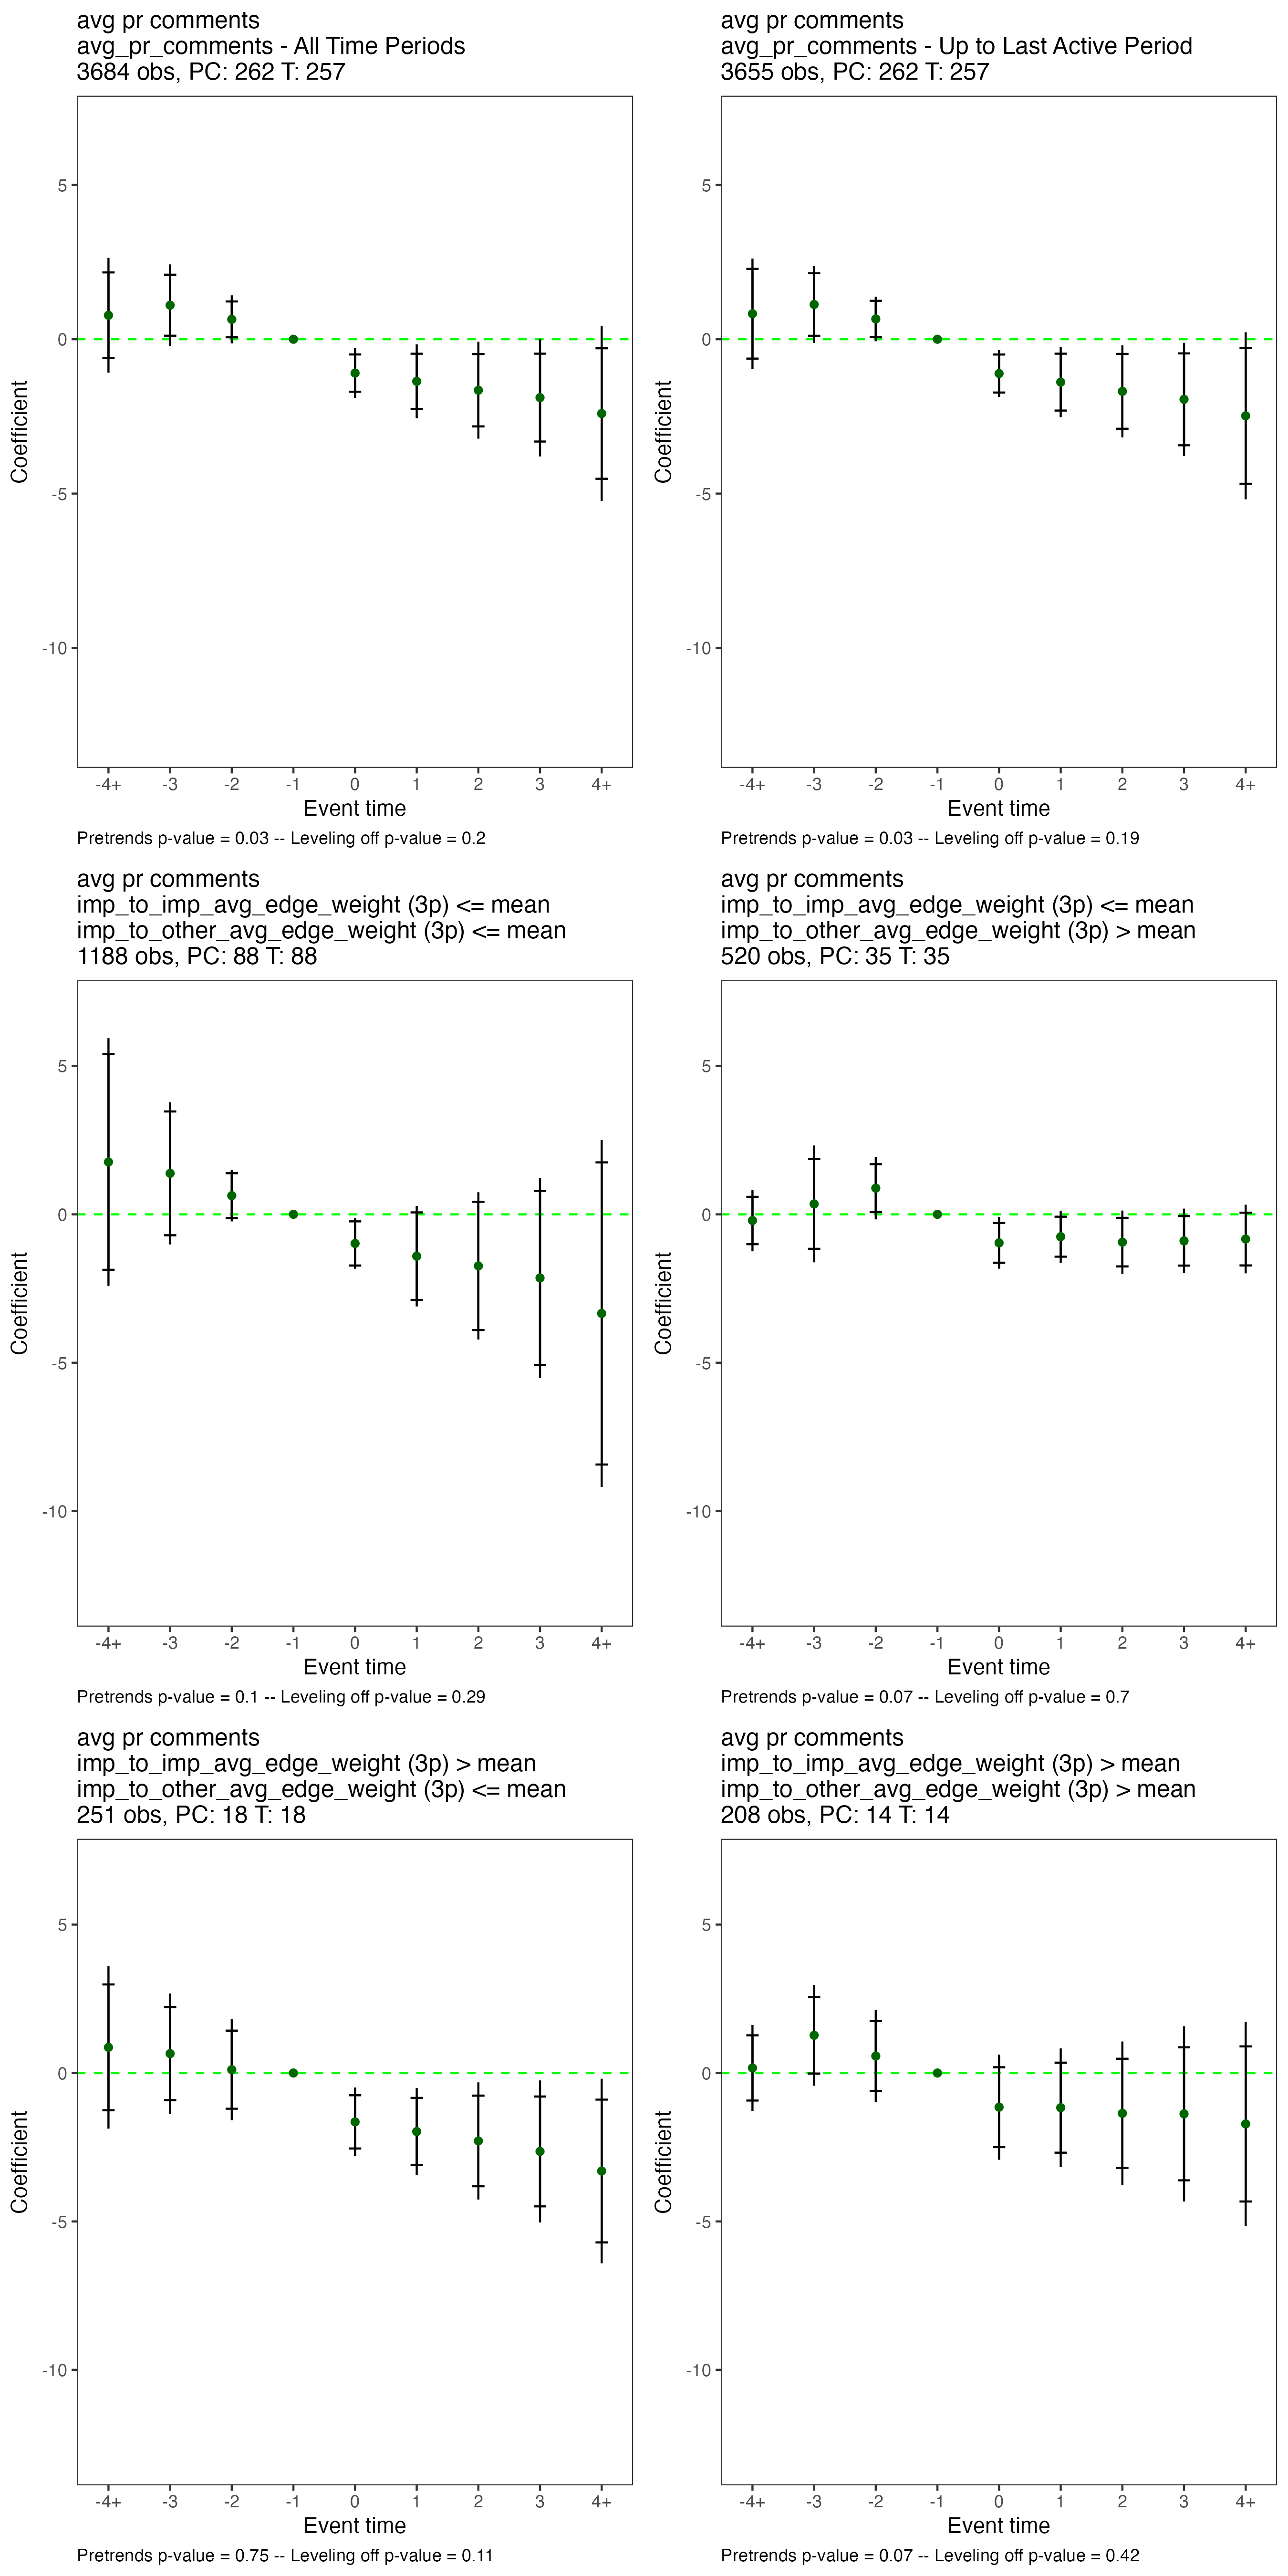 avg pr comments
avg_pr_comments - All Time Periods
3684 obs, PC: 262 T: 257
5
0
-5
-10
Coefficient
-4+ -3 -2 -1 0 1 2 3 4+
Event time
Pretrends p-value = 0.03 -- Leveling off p-value = 0.2
avg pr comments
avg_pr_comments - Up to Last Active Period
3655 obs, PC: 262 T: 257
5
0
-5
-10
Coefficient
-4+ -3 -2 -1 0 1 2 3 4+
Event time
Pretrends p-value = 0.03 -- Leveling off p-value = 0.19
avg pr comments
imp_to_imp_avg_edge_weight (3p) <= mean
imp_to_other_avg_edge_weight (3p) <= mean
1188 obs, PC: 88 T: 88
5
0
-5
-10
Coefficient
-4+ -3 -2 -1 0 1 2 3 4+
Event time
Pretrends p-value = 0.1 -- Leveling off p-value = 0.29
avg pr comments
imp_to_imp_avg_edge_weight (3p) <= mean
imp_to_other_avg_edge_weight (3p) > mean
520 obs, PC: 35 T: 35
5
0
-5
-10
Coefficient
-4+ -3 -2 -1 0 1 2 3 4+
Event time
Pretrends p-value = 0.07 -- Leveling off p-value = 0.7
avg pr comments
imp_to_imp_avg_edge_weight (3p) > mean
imp_to_other_avg_edge_weight (3p) <= mean
251 obs, PC: 18 T: 18
5
0
-5
-10
Coefficient
-4+ -3 -2 -1 0 1 2 3 4+
Event time
Pretrends p-value = 0.75 -- Leveling off p-value = 0.11
avg pr comments
imp_to_imp_avg_edge_weight (3p) > mean
imp_to_other_avg_edge_weight (3p) > mean
208 obs, PC: 14 T: 14
5
0
-5
-10
Coefficient
-4+ -3 -2 -1 0 1 2 3 4+
Event time
Pretrends p-value = 0.07 -- Leveling off p-value = 0.42